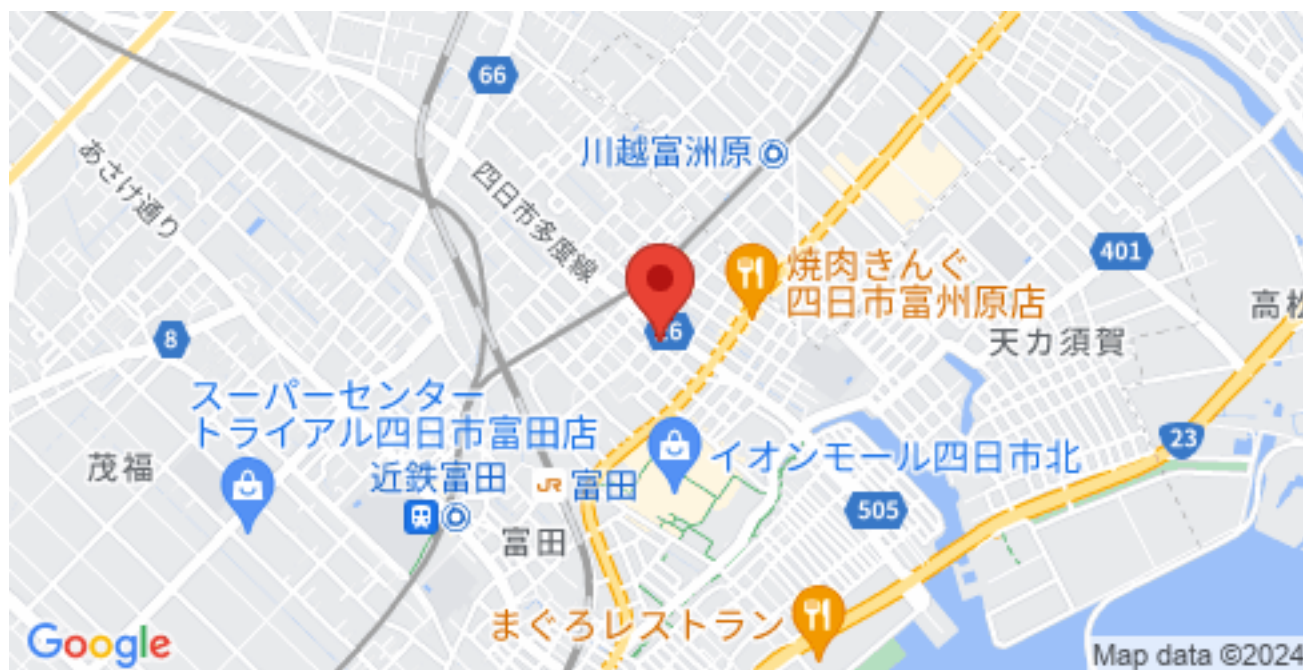 66
あさけ通り
川越富洲原
四日市多度線
401
焼肉きんぐ
四日市富州原店
高松
26
天カ須賀
8
スーパーセンター
トライアル四日市富田店
茂福
近鉄富田
JR 富田
イオンモール四日市北
23
505
富田
まぐろレストラン
Google
Map data ©2024